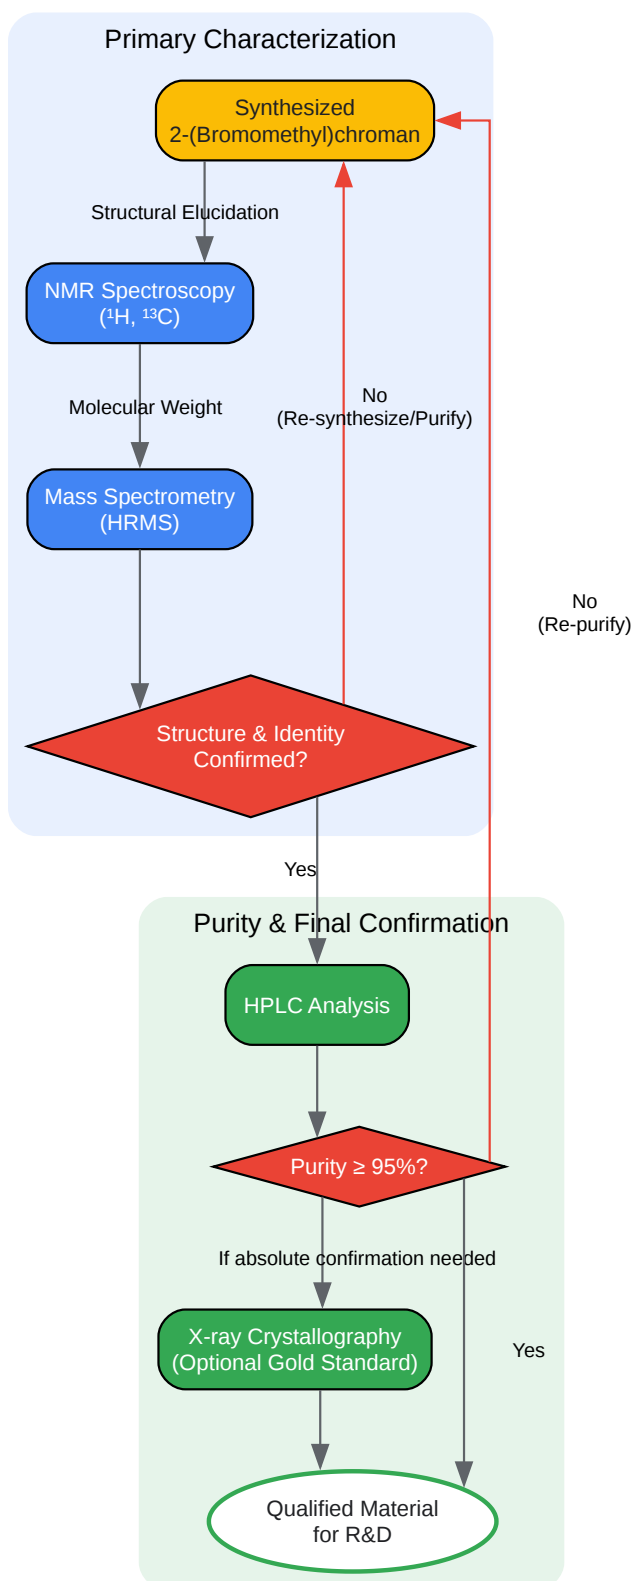 Primary Characterization
Synthesized
2-(Bromomethyl)chroman
Structural Elucidation
NMR Spectroscopy
(¹H, ¹³C)
Molecular Weight
No
(Re-synthesize/Purify)
Mass Spectrometry
(HRMS)
No
(Re-purify)
Structure & Identity
Confirmed?
Yes
Purity & Final Confirmation
HPLC Analysis
Purity ≥ 95%?
If absolute confirmation needed
X-ray Crystallography
(Optional Gold Standard)
Yes
Qualified Material
for R&D